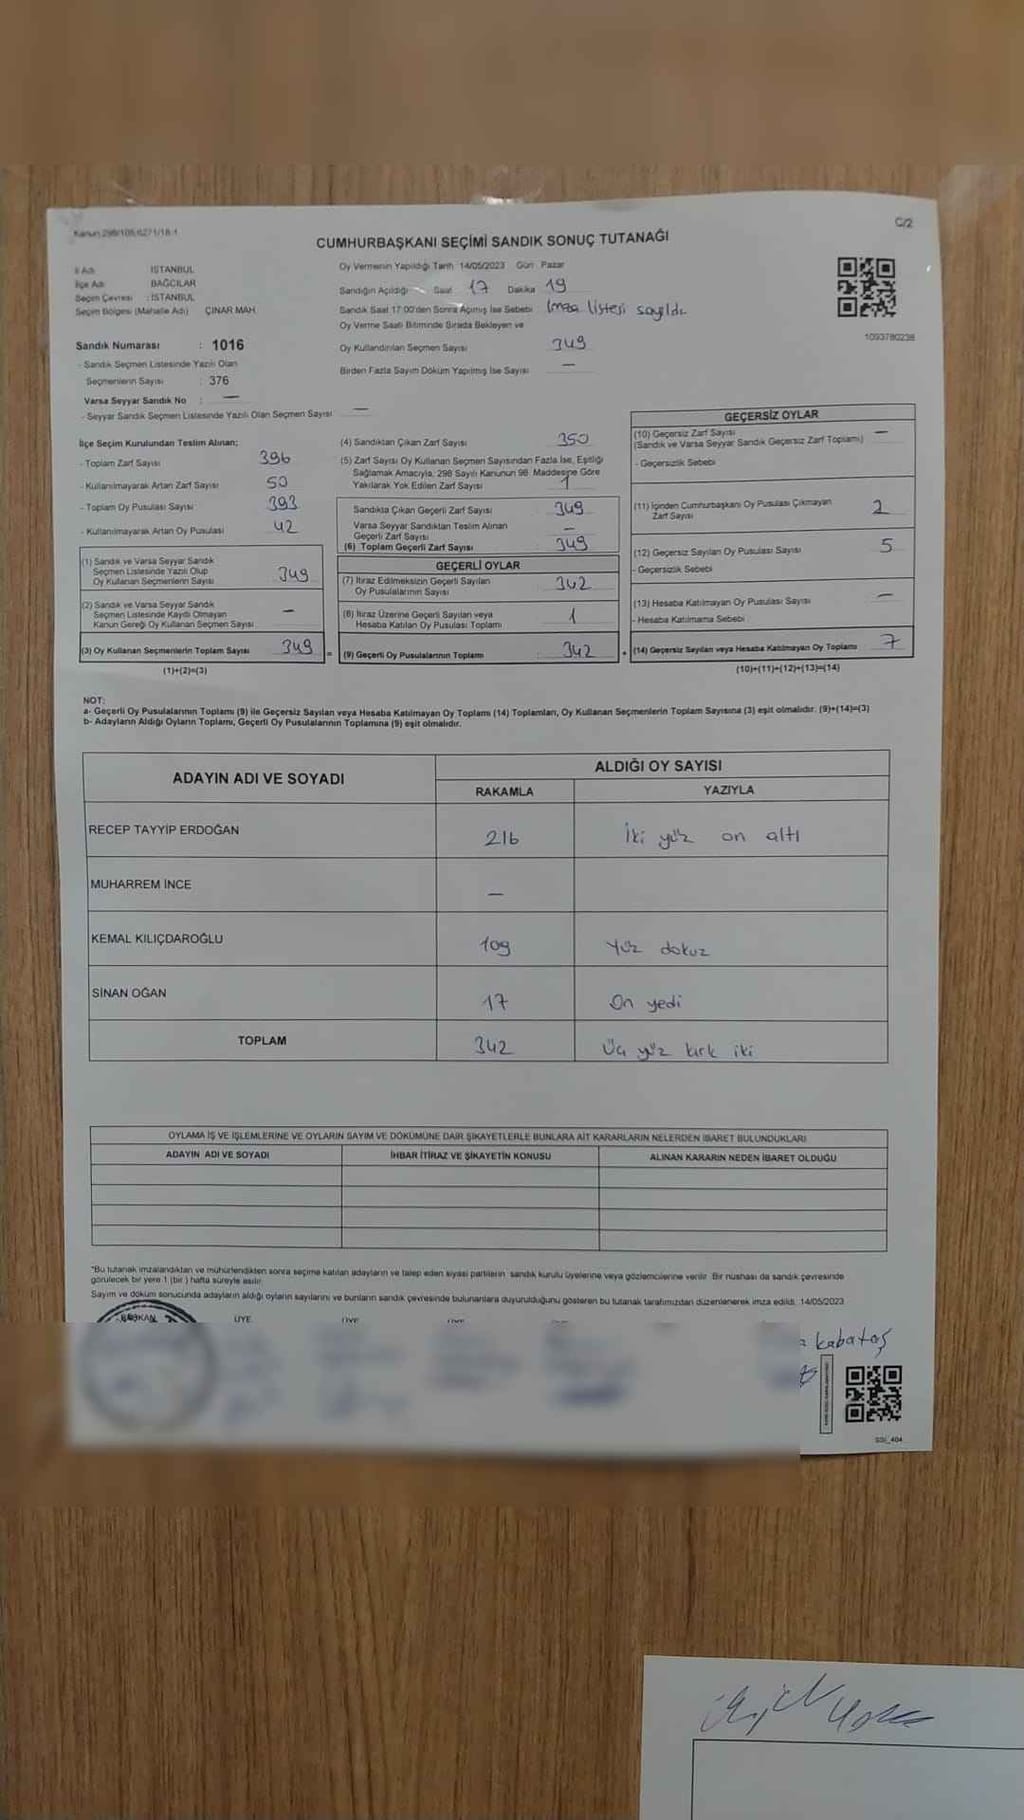 Kanun 298/105,6271/18-1
C/2
CUMHURBAŞKANI SEÇİMİ SANDIK SONUÇ TUTANAĞI
İl Adı İSTANBUL
İlçe Adı BAĞCILAR
Seçim Çevresi : İSTANBUL
Seçim Bölgesi (Mahalle Adı) ÇINAR MAH.
Sandık Numarası : 1016
- Sandık Seçmen Listesinde Yazılı Olan
Seçmenlerin Sayısı : 376
Varsa Seyyar Sandık No : —
- Seyyar Sandık Seçmen Listesinde Yazılı Olan Seçmen Sayısı —
Oy Vermenin Yapıldığı Tarih 14/05/2023 Gün Pazar
Sandığın Açıldığı Saat 17 Dakika 19
Sandık Saat 17:00'den Sonra Açılmış İse Sebebi İmza listesi sayıldı.
Oy Verme Saati Bitiminde Sırada Bekleyen ve
Oy Kullandırılan Seçmen Sayısı 349
Birden Fazla Sayım Döküm Yapılmış İse Sayısı —
1093780238
İlçe Seçim Kurulundan Teslim Alınan;
- Toplam Zarf Sayısı 396
- Kullanılmayarak Artan Zarf Sayısı 50
- Toplam Oy Pusulası Sayısı 393
- Kullanılmayarak Artan Oy Pusulası 42
(1) Sandık ve Varsa Seyyar Sandık
Seçmen Listesinde Yazılı Olup
Oy Kullanan Seçmenlerin Sayısı 349
(2) Sandık ve Varsa Seyyar Sandık
Seçmen Listesinde Kaydı Olmayan
Kanun Gereği Oy Kullanan Seçmen Sayısı —
(3) Oy Kullanan Seçmenlerin Toplam Sayısı 349 =
(1)+(2)=(3)
(4) Sandıktan Çıkan Zarf Sayısı 350
(5) Zarf Sayısı Oy Kullanan Seçmen Sayısından Fazla İse, Eşitliği
Sağlamak Amacıyla, 298 Sayılı Kanunun 98. Maddesine Göre
Yakılarak Yok Edilen Zarf Sayısı 1
Sandıkta Çıkan Geçerli Zarf Sayısı : 349
Varsa Seyyar Sandıktan Teslim Alınan
Geçerli Zarf Sayısı —
(6) Toplam Geçerli Zarf Sayısı : 349
GEÇERLİ OYLAR
(7) İtiraz Edilmeksizin Geçerli Sayılan
Oy Pusulalarının Sayısı : 342
(8) İtiraz Üzerine Geçerli Sayılan veya
Hesaba Katılan Oy Pusulası Toplamı : 1
(9) Geçerli Oy Pusulalarının Toplamı : 342 +
GEÇERSİZ OYLAR
(10) Geçersiz Zarf Sayısı —
(Sandık ve Varsa Seyyar Sandık Geçersiz Zarf Toplamı)
- Geçersizlik Sebebi
(11) İçinden Cumhurbaşkanı Oy Pusulası Çıkmayan
Zarf Sayısı 2
(12) Geçersiz Sayılan Oy Pusulası Sayısı 5
- Geçersizlik Sebebi
(13) Hesaba Katılmayan Oy Pusulası Sayısı —
- Hesaba Katılmama Sebebi
(14) Geçersiz Sayılan veya Hesaba Katılmayan Oy Toplamı 7
(10)+(11)+(12)+(13)=(14)
NOT:
a- Geçerli Oy Pusulalarının Toplamı (9) ile Geçersiz Sayılan veya Hesaba Katılmayan Oy Toplamı (14) Toplamları, Oy Kullanan Seçmenlerin Toplam Sayısına (3) eşit olmalıdır. (9)+(14)=(3)
b- Adayların Aldığı Oyların Toplamı, Geçerli Oy Pusulalarının Toplamına (9) eşit olmalıdır.
ADAYIN ADI VE SOYADI ALDIĞI OY SAYISI
RAKAMLA YAZIYLA
RECEP TAYYİP ERDOĞAN 216 İki yüz on altı
MUHARREM İNCE —
KEMAL KILIÇDAROĞLU 109 Yüz dokuz
SİNAN OĞAN 17 On yedi
TOPLAM 342 Üç yüz kırk iki
OYLAMA İŞ VE İŞLEMLERİNE VE OYLARIN SAYIM VE DÖKÜMÜNE DAİR ŞİKAYETLERLE BUNLARA AİT KARARLARIN NELERDEN İBARET BULUNDUKLARI
ADAYIN ADI VE SOYADI İHBAR İTİRAZ VE ŞİKAYETİN KONUSU ALINAN KARARIN NEDEN İBARET OLDUĞU
*Bu tutanak imzalandıktan ve mühürlendikten sonra seçime katılan adayların ve talep eden siyasi partilerin sandık kurulu üyelerine veya gözlemcilerine verilir. Bir nüshası da sandık çevresinde
görülecek bir yere 1 (bir ) hafta süreyle asılır.
Sayım ve döküm sonucunda adayların aldığı oyların sayılarını ve bunların sandık çevresinde bulunanlara duyurulduğunu gösteren bu tutanak tarafımızdan düzenlenerek imza edildi. 14/05/2023
BAŞKAN ÜYE ÜYE ÜYE
kabataş